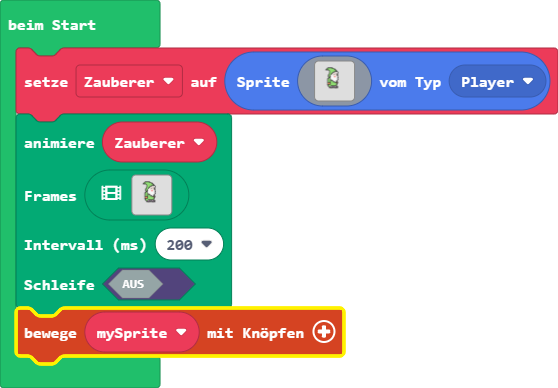 beim Start
setze Zauberer auf Sprite vom Typ Player
animiere Zauberer
Frames
Intervall (ms) 200
Schleife AUS
bewege mySprite mit Knöpfen